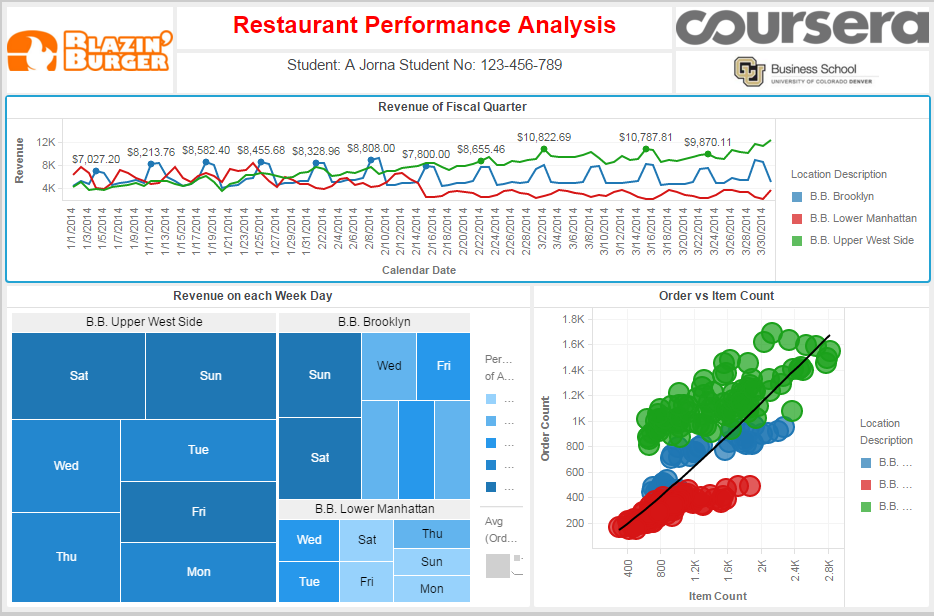 BLAZIN'
BURGER
Restaurant Performance Analysis
Student: A Jorna Student No: 123-456-789
coursera
CU
Business School
UNIVERSITY OF COLORADO DENVER
Revenue of Fiscal Quarter
Revenue
12K
8K
4K
$7,027.20
$8,213.76
$8,582.40
$8,455.68
$8,328.96
$8,808.00
$7,800.00
$8,655.46
$10,822.69
$10,787.81
$9,870.11
1/1/2014
1/3/2014
1/5/2014
1/7/2014
1/9/2014
1/11/2014
1/13/2014
1/15/2014
1/17/2014
1/19/2014
1/21/2014
1/23/2014
1/25/2014
1/27/2014
1/29/2014
1/31/2014
2/2/2014
2/4/2014
2/6/2014
2/8/2014
2/10/2014
2/12/2014
2/14/2014
2/16/2014
2/18/2014
2/20/2014
2/22/2014
2/24/2014
2/26/2014
2/28/2014
3/2/2014
3/4/2014
3/6/2014
3/8/2014
3/10/2014
3/12/2014
3/14/2014
3/16/2014
3/18/2014
3/20/2014
3/22/2014
3/24/2014
3/26/2014
3/28/2014
3/30/2014
Calendar Date
Location Description
B.B. Brooklyn
B.B. Lower Manhattan
B.B. Upper West Side
Revenue on each Week Day
B.B. Upper West Side
Sat
Sun
Wed
Tue
Fri
Thu
Mon
B.B. Brooklyn
Sun
Wed
Fri
Sat
B.B. Lower Manhattan
Wed
Sat
Thu
Sun
Tue
Fri
Mon
Per...
of A...
...
...
...
...
...
Avg
(Ord...
Order vs Item Count
Order Count
1.8K
1.6K
1.4K
1.2K
1K
800
600
400
200
400
800
1.2K
1.6K
2K
2.4K
2.8K
Item Count
Location
Description
B.B. ...
B.B. ...
B.B. ...